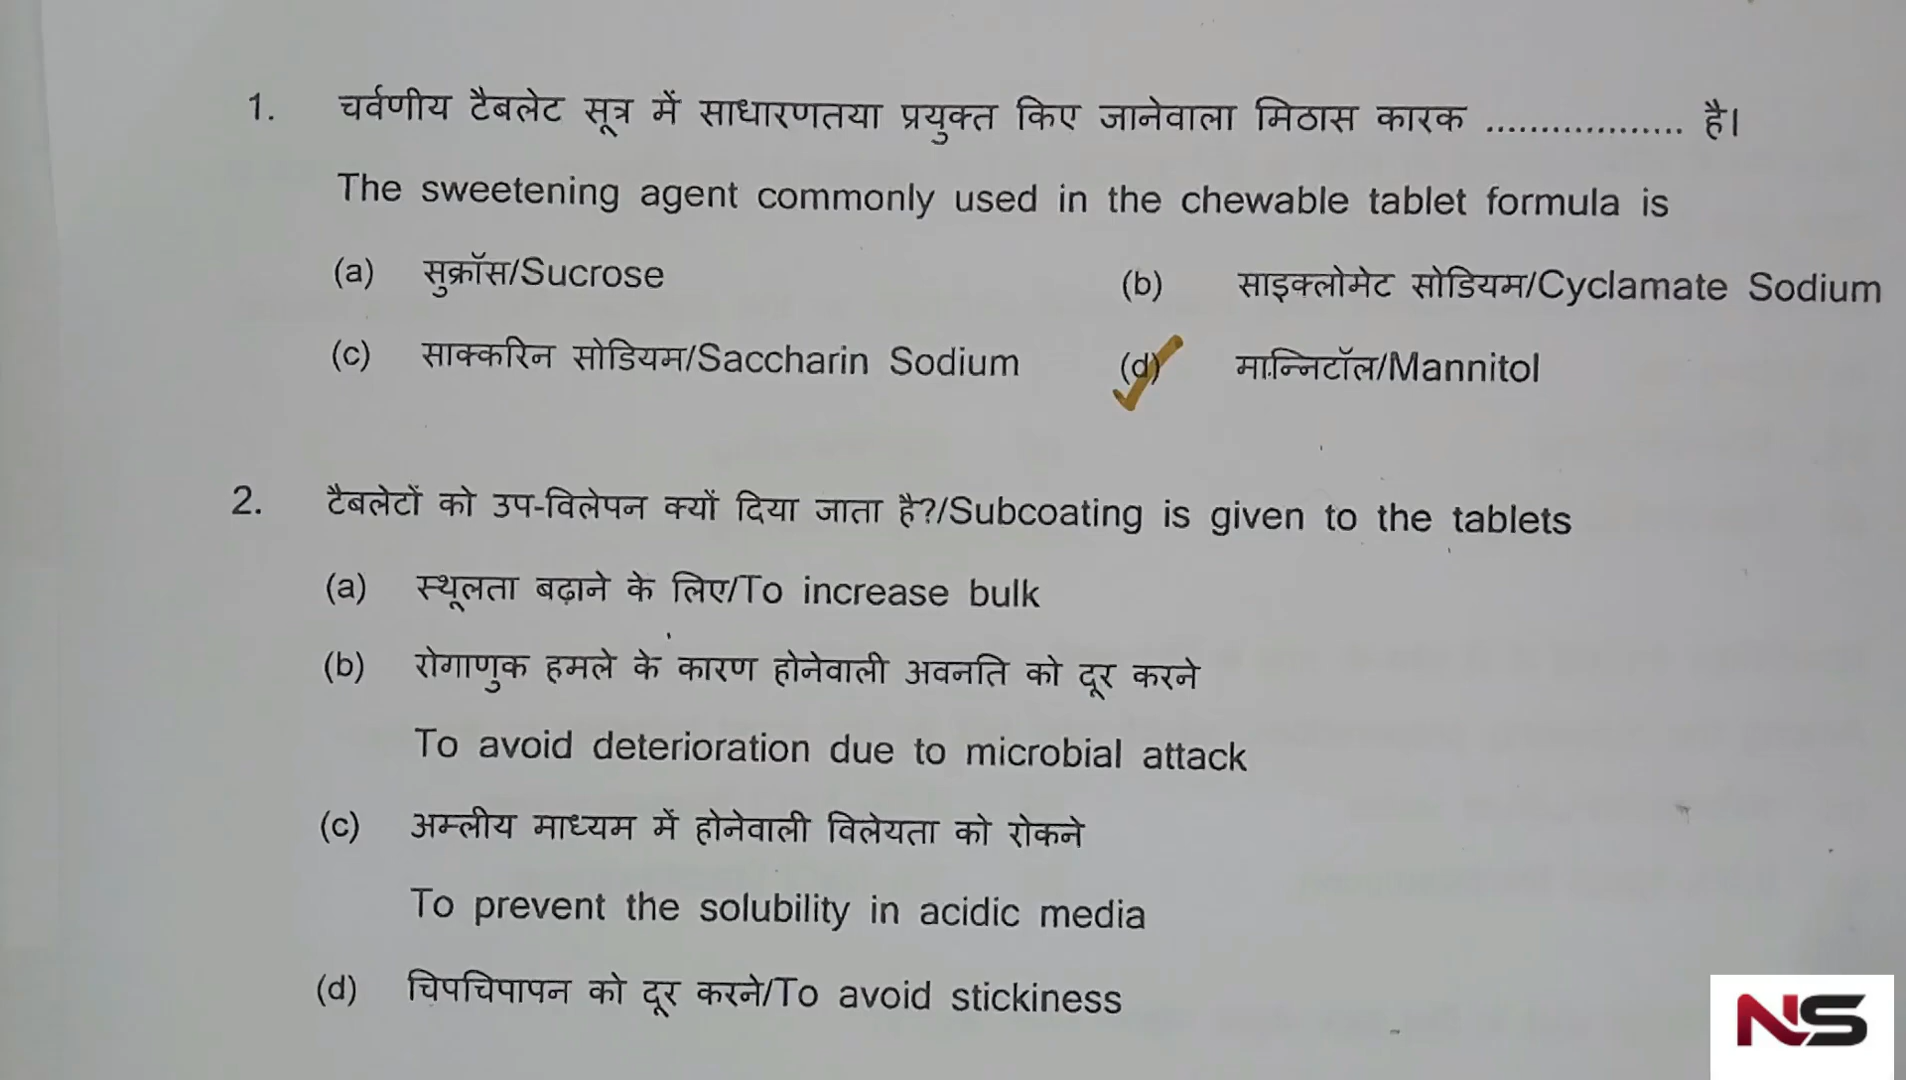 1. चर्वणीय टैबलेट सूत्र में साधारणतया प्रयुक्त किए जानेवाला मिठास कारक .................. है।
The sweetening agent commonly used in the chewable tablet formula is
(a) सुक्रॉस/Sucrose (b) साइक्लोमेट सोडियम/Cyclamate Sodium
(c) साक्करिन सोडियम/Saccharin Sodium (d) मान्निटॉल/Mannitol
2. टैबलेटों को उप-विलेपन क्यों दिया जाता है?/Subcoating is given to the tablets
(a) स्थूलता बढ़ाने के लिए/To increase bulk
(b) रोगाणुक हमले के कारण होनेवाली अवनति को दूर करने
To avoid deterioration due to microbial attack
(c) अम्लीय माध्यम में होनेवाली विलेयता को रोकने
To prevent the solubility in acidic media
(d) चिपचिपापन को दूर करने/To avoid stickiness
NS